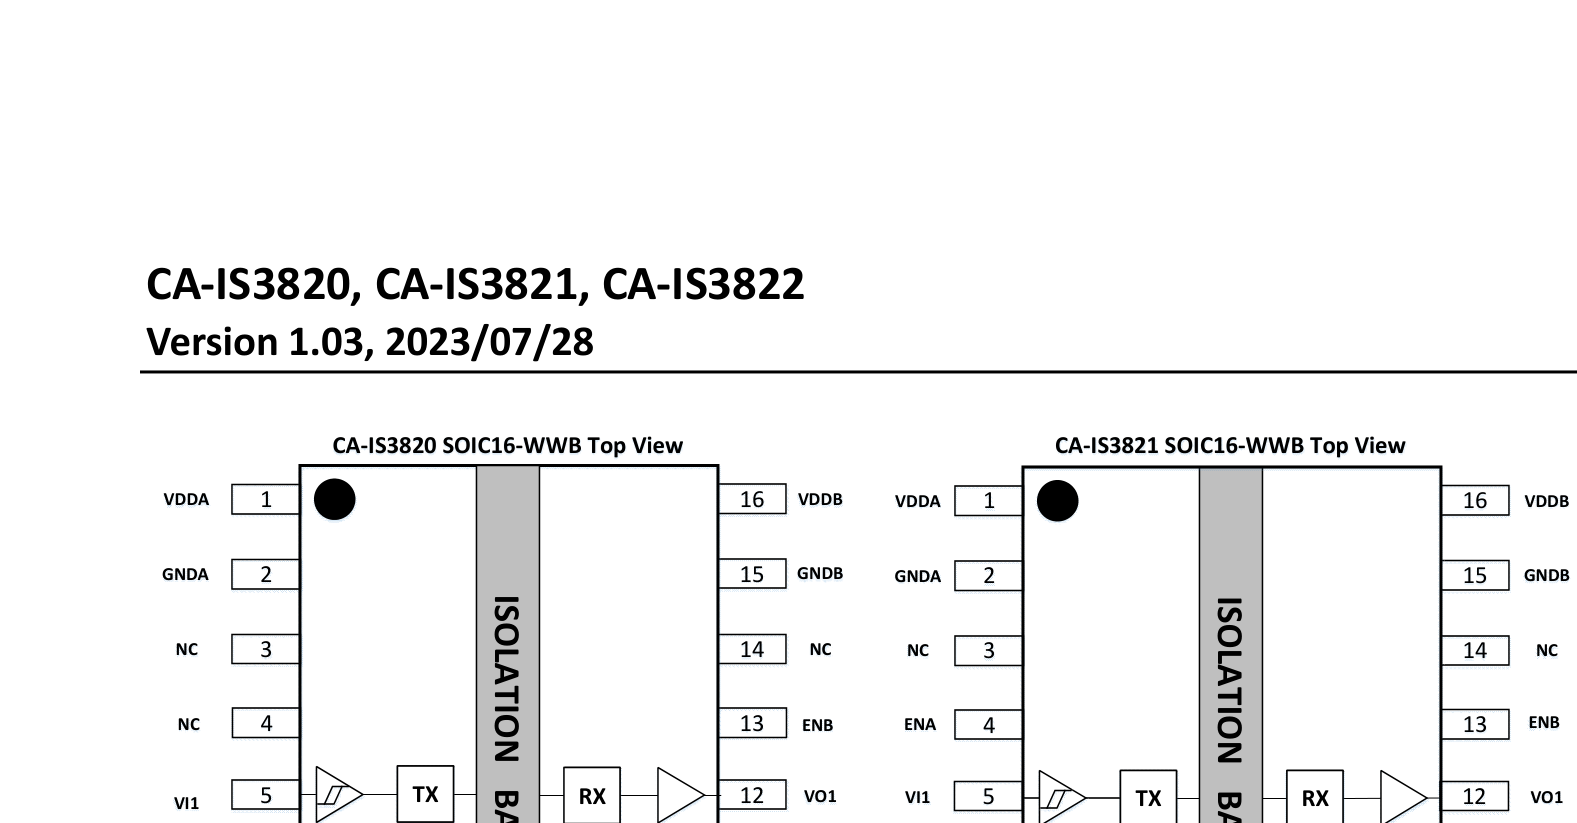 CA-IS3820, CA-IS3821, CA-IS3822
Version 1.03, 2023/07/28
CA-IS3820 SOIC16-WWB Top View
VDDA 1 16 VDDB
GNDA 2 15 GNDB
NC 3 14 NC
NC 4 13 ENB
VI1 5 TX RX 12 VO1
ISOLATION BA
CA-IS3821 SOIC16-WWB Top View
VDDA 1 16 VDDB
GNDA 2 15 GNDB
NC 3 14 NC
ENA 4 13 ENB
VI1 5 TX RX 12 VO1
ISOLATION BA